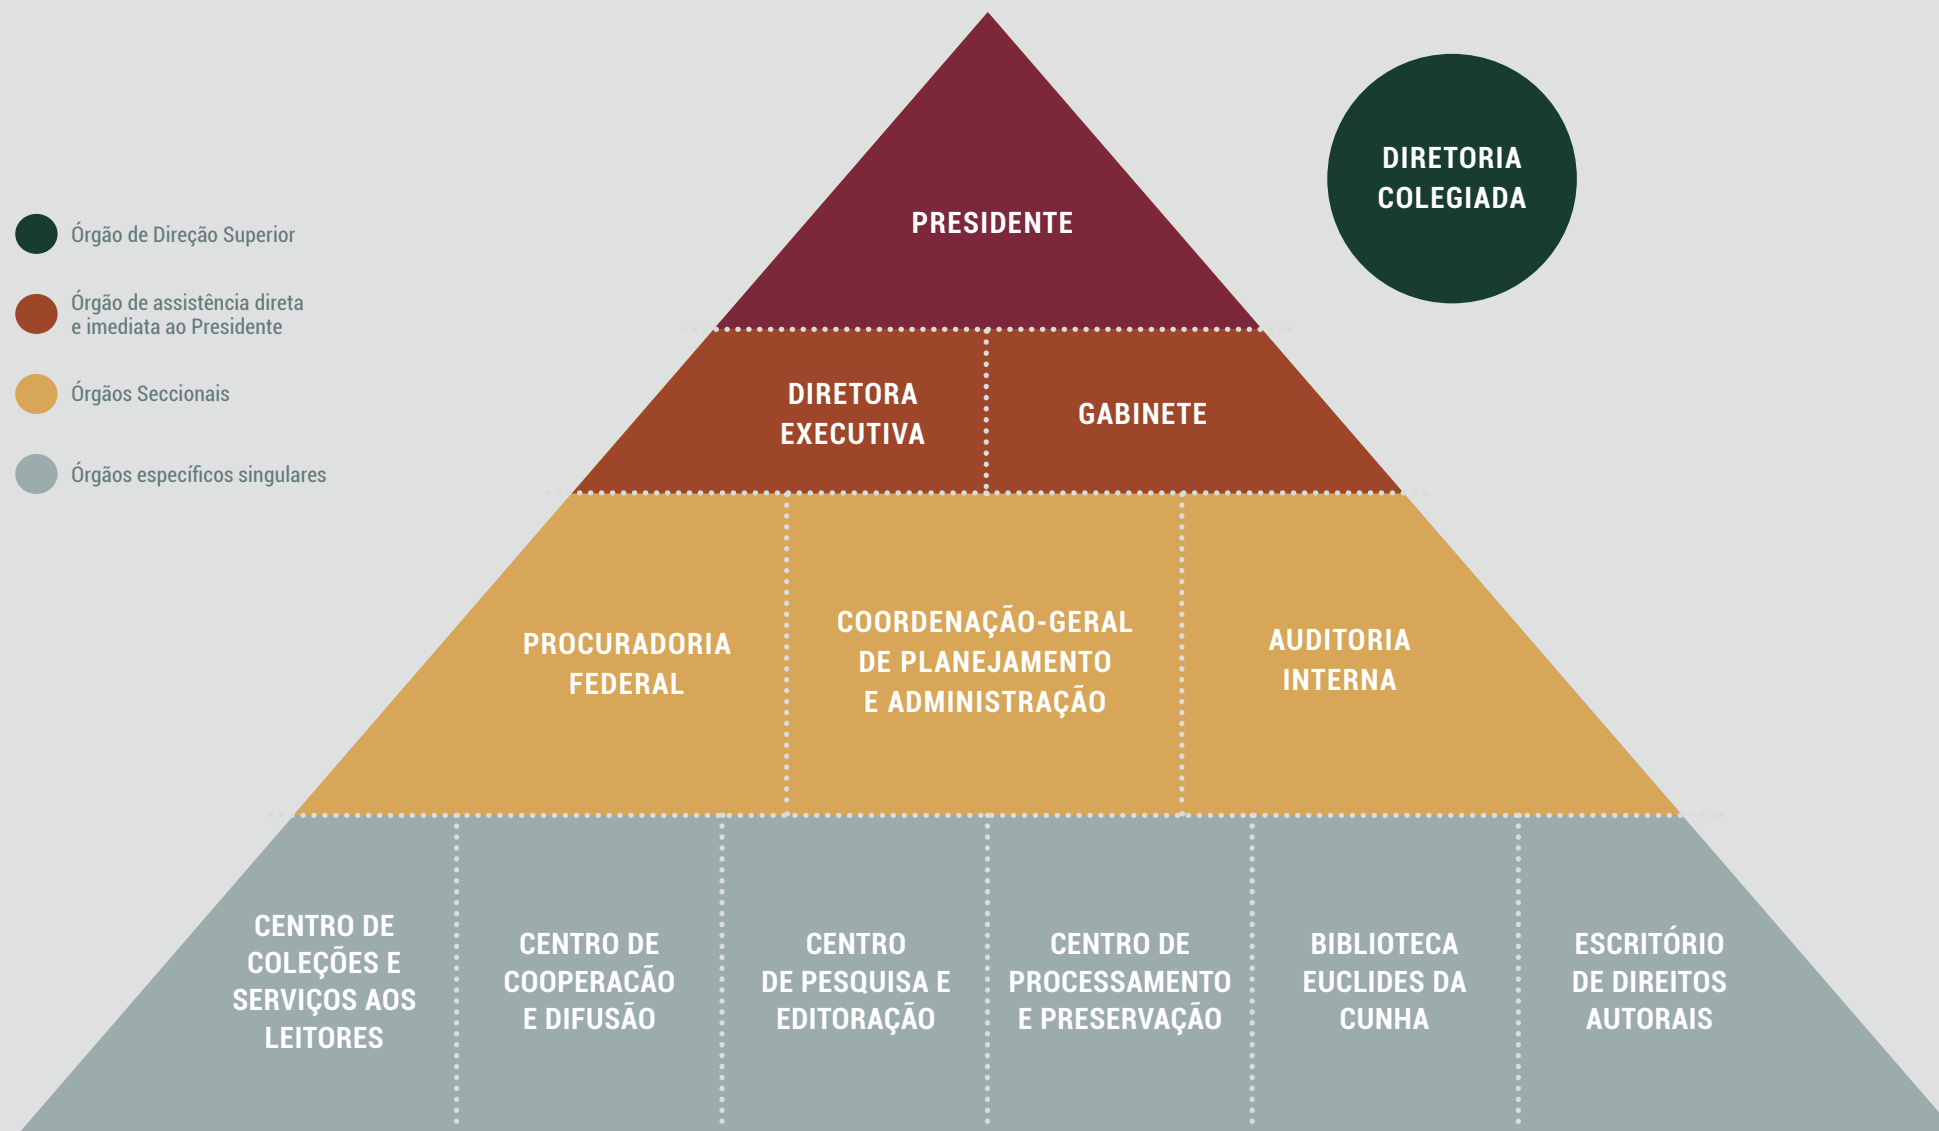 DIRETORIA
COLEGIADA
PRESIDENTE
Órgão de Direção Superior
Órgão de assistência direta
e imediata ao Presidente
Órgãos Seccionais
Órgãos específicos singulares
DIRETORA
EXECUTIVA
GABINETE
PROCURADORIA
FEDERAL
COORDENAÇÃO-GERAL
DE PLANEJAMENTO
E ADMINISTRAÇÃO
AUDITORIA
INTERNA
CENTRO DE
COLEÇÕES E
SERVIÇOS AOS
LEITORES
CENTRO DE
COOPERACÃO
E DIFUSÃO
CENTRO
DE PESQUISA E
EDITORAÇÃO
CENTRO DE
PROCESSAMENTO
E PRESERVAÇÃO
BIBLIOTECA
EUCLIDES DA
CUNHA
ESCRITÓRIO
DE DIREITOS
AUTORAIS